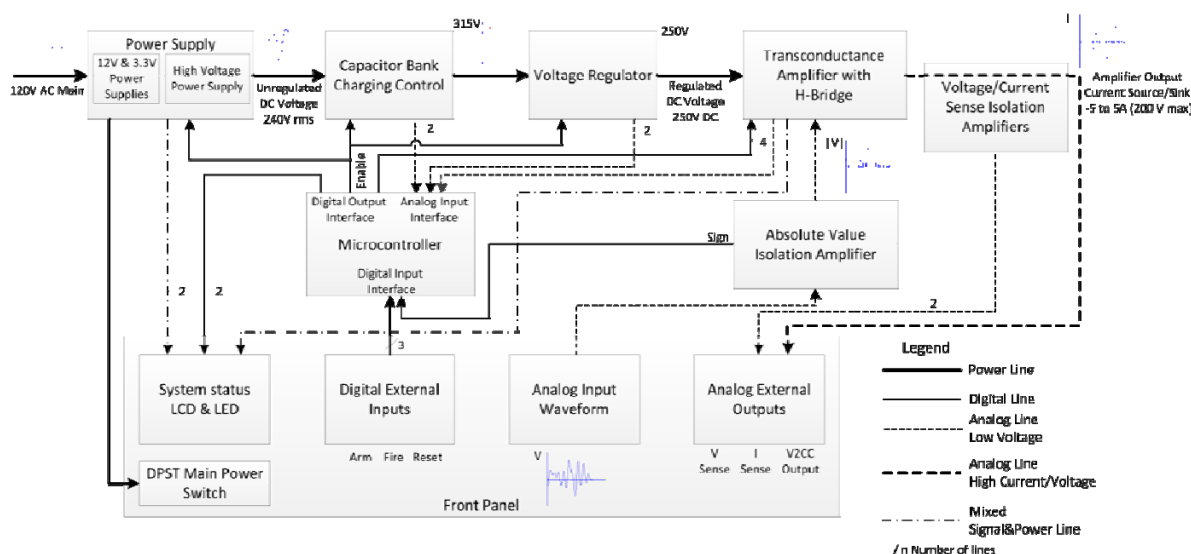 315V
250V
I
Power Supply
12V & 3.3V
Power
Supplies
High Voltage
Power Supply
Capacitor Bank
Charging Control
Voltage Regulator
Transconductance
Amplifier with
H-Bridge
Voltage/Current
Sense Isolation
Amplifiers
120V AC Main
Unregulated
DC Voltage
240V rms
Regulated
DC Voltage
250V DC
Amplifier Output
Current Source/Sink
-5 to 5A (200 V max)
2
2
4
|V|
Enable
Digital Output
Interface
Analog Input
Interface
Microcontroller
Digital Input
Interface
Sign
Absolute Value
Isolation Amplifier
2
2
2
3
System status
LCD & LED
Digital External
Inputs
Analog Input
Waveform
Analog External
Outputs
Arm Fire Reset
V
V
Sense
I
Sense
V2CC
Output
DPST Main Power
Switch
Front Panel
Legend
Power Line
Digital Line
Analog Line
Low Voltage
Analog Line
High Current/Voltage
Mixed
Signal&Power Line
/ n Number of lines